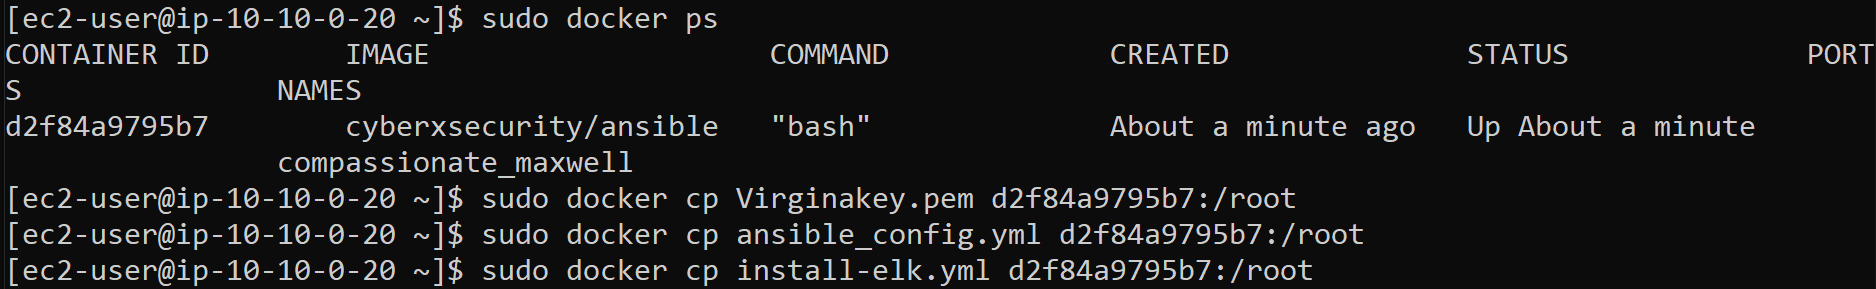 [ec2-user@ip-10-10-0-20 ~]$ sudo docker ps
CONTAINER ID        IMAGE                    COMMAND             CREATED              STATUS              PORT
S               NAMES
d2f84a9795b7        cyberxsecurity/ansible   "bash"              About a minute ago   Up About a minute
                compassionate_maxwell
[ec2-user@ip-10-10-0-20 ~]$ sudo docker cp Virginakey.pem d2f84a9795b7:/root
[ec2-user@ip-10-10-0-20 ~]$ sudo docker cp ansible_config.yml d2f84a9795b7:/root
[ec2-user@ip-10-10-0-20 ~]$ sudo docker cp install-elk.yml d2f84a9795b7:/root